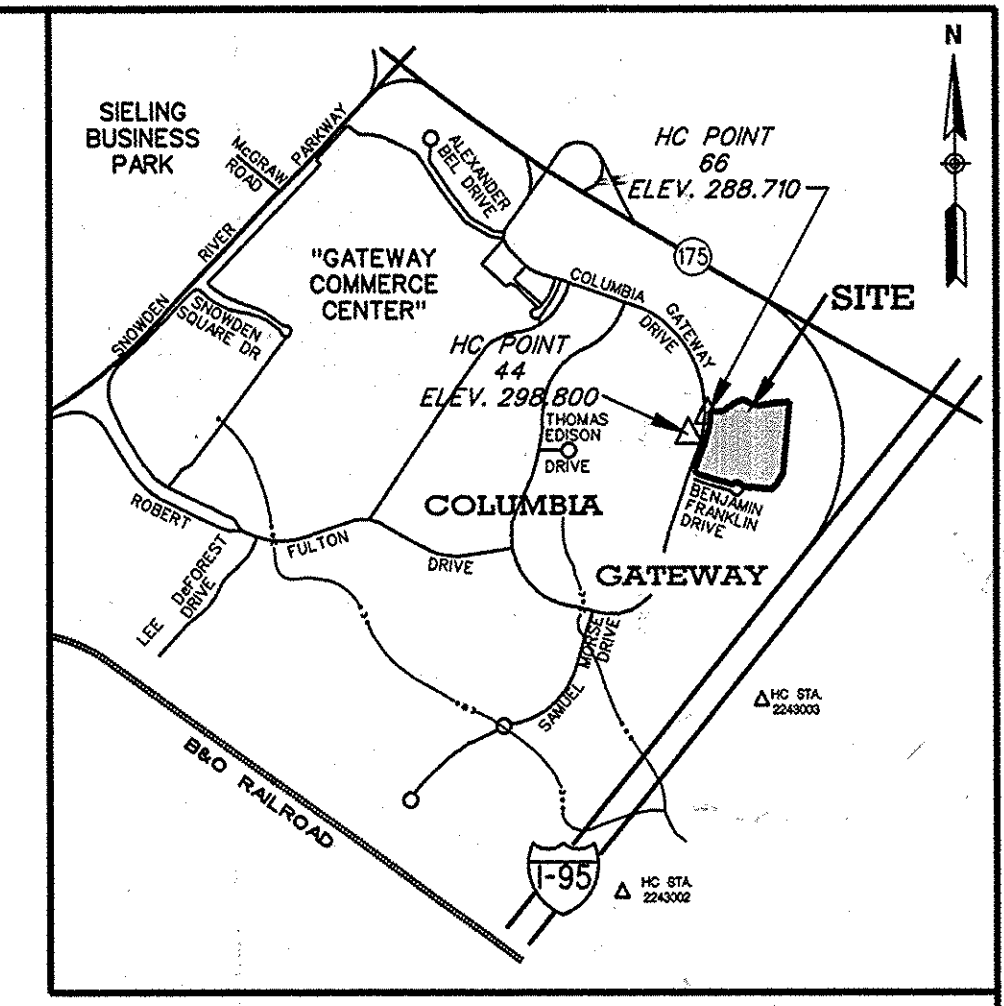 N
SIELING
BUSINESS
PARK
McGRAW
ROAD
SNOWDEN RIVER PARKWAY
ALEXANDER
BEL DRIVE
HC POINT
66
ELEV. 288.710
175
"GATEWAY
COMMERCE
CENTER"
SNOWDEN
SQUARE DR
COLUMBIA GATEWAY
DRIVE
SITE
HC POINT
44
ELEV. 298.800
THOMAS
EDISON
DRIVE
BENJAMIN
FRANKLIN
DRIVE
COLUMBIA
GATEWAY
ROBERT FULTON DRIVE
LEE DeFOREST
DRIVE
SAMUEL MORSE
DRIVE
HC STA.
2243003
B&O RAILROAD
I-95
HC STA.
2243002